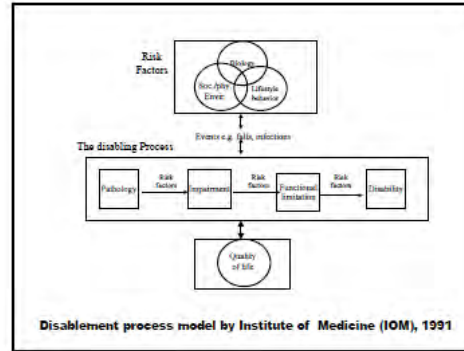 Risk
Factors
Biology
Soc./phy.
Envir.
Lifestyle
behavior
Events e.g. falls, infections
The disabling Process
Pathology
Risk
factors
Impairment
Risk
factors
Functional
limitation
Risk
factors
Disability
Quality
of life
Disablement process model by Institute of Medicine (IOM), 1991